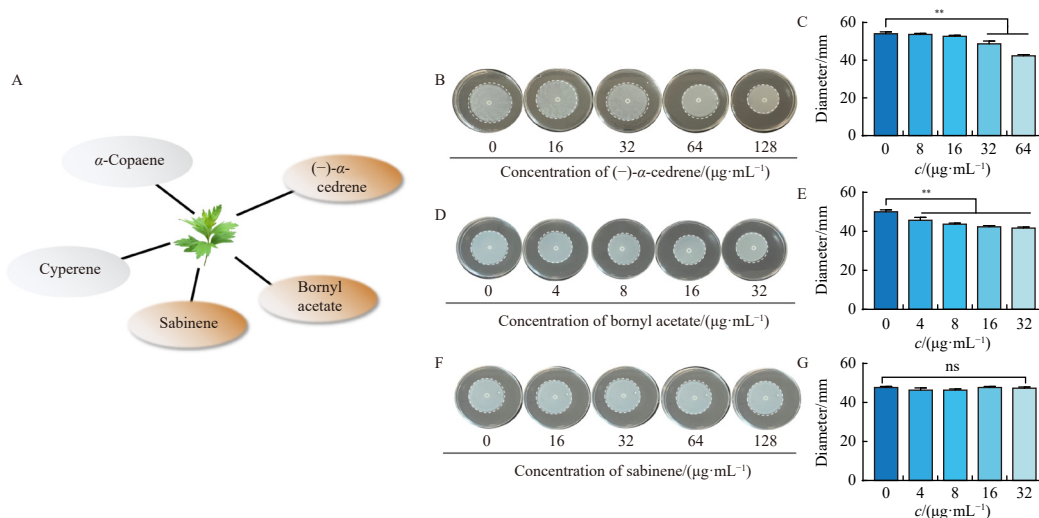 A
α-Copaene
(−)-α-
cedrene
Cyperene
Sabinene
Bornyl
acetate
B
0 16 32 64 128
Concentration of (−)-α-cedrene/(μg·mL⁻¹)
C
**
Diameter/mm
60
40
20
0
0 8 16 32 64
c/(μg·mL⁻¹)
D
0 4 8 16 32
Concentration of bornyl acetate/(μg·mL⁻¹)
E
**
Diameter/mm
60
40
20
0
0 4 8 16 32
c/(μg·mL⁻¹)
F
0 16 32 64 128
Concentration of sabinene/(μg·mL⁻¹)
G
ns
Diameter/mm
60
40
20
0
0 4 8 16 32
c/(μg·mL⁻¹)